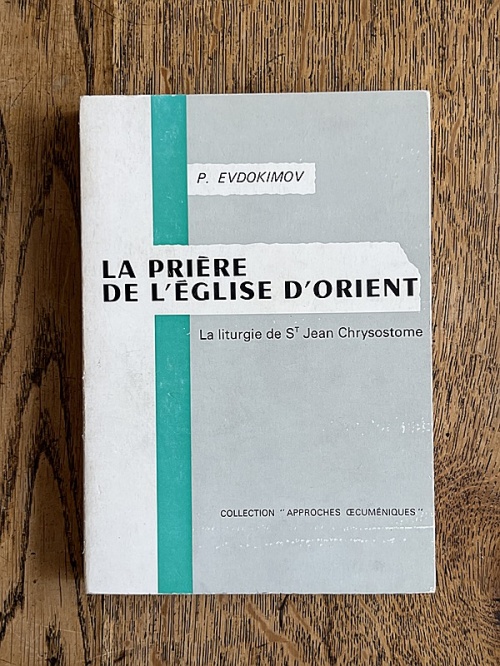 P. EVDOKIMOV
LA PRIÈRE
DE L'ÉGLISE D'ORIENT
La liturgie de Sᵀ Jean Chrysostome
COLLECTION "APPROCHES ŒCUMÉNIQUES"